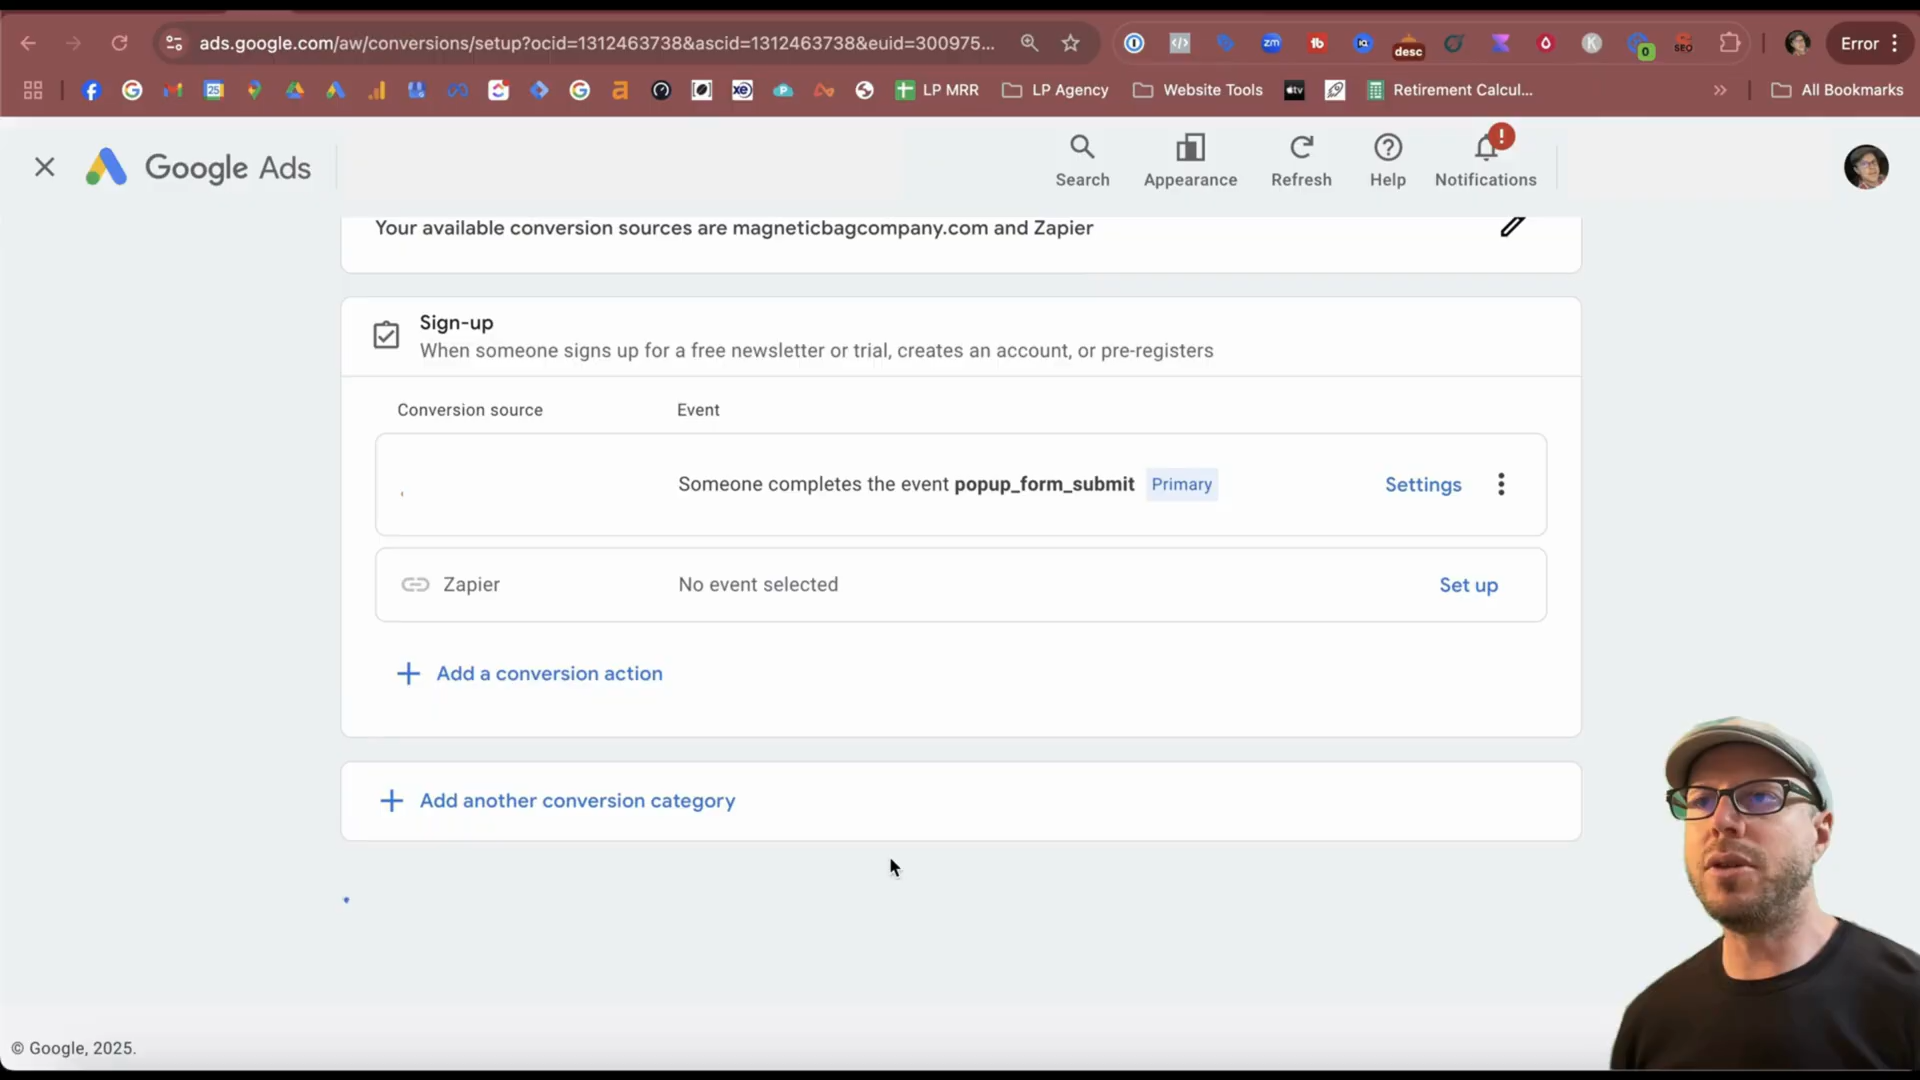 ads.google.com/aw/conversions/setup?ocid=1312463738&ascid=1312463738&euid=300975...
desc
0
SEO
Error
25
LP MRR
LP Agency
Website Tools
Retirement Calcul...
All Bookmarks
Google Ads
Search
Appearance
Refresh
Help
Notifications
Your available conversion sources are magneticbagcompany.com and Zapier
Sign-up
When someone signs up for a free newsletter or trial, creates an account, or pre-registers
Conversion source
Event
Someone completes the event popup_form_submit
Primary
Settings
Zapier
No event selected
Set up
Add a conversion action
Add another conversion category
© Google, 2025.